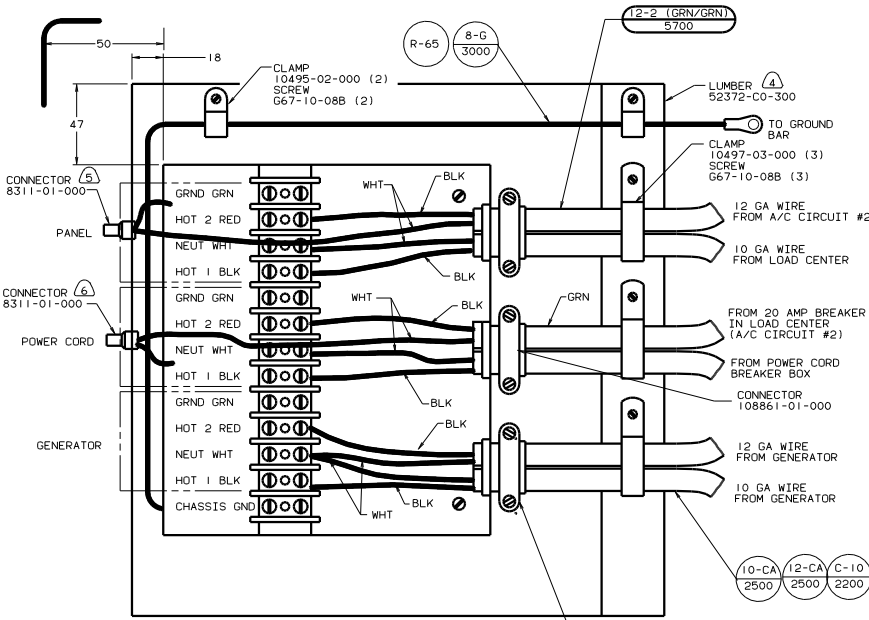 12-2 (GRN/GRN)
5700
R-65
8-G
3000
50
18
47
CLAMP
10495-02-000 (2)
SCREW
G67-10-08B (2)
LUMBER 4
52372-C0-300
TO GROUND
BAR
CLAMP
10497-03-000 (3)
SCREW
G67-10-08B (3)
CONNECTOR 5
8311-01-000
PANEL
GRND GRN
HOT 2 RED
NEUT WHT
HOT 1 BLK
WHT
BLK
BLK
12 GA WIRE
FROM A/C CIRCUIT #2
10 GA WIRE
FROM LOAD CENTER
CONNECTOR 6
8311-01-000
POWER CORD
GRND GRN
HOT 2 RED
NEUT WHT
HOT 1 BLK
WHT
BLK
GRN
BLK
FROM 20 AMP BREAKER
IN LOAD CENTER
(A/C CIRCUIT #2)
FROM POWER CORD
BREAKER BOX
CONNECTOR
108861-01-000
GENERATOR
GRND GRN
HOT 2 RED
NEUT WHT
HOT 1 BLK
CHASSIS GND
BLK
BLK
WHT
12 GA WIRE
FROM GENERATOR
10 GA WIRE
FROM GENERATOR
10-CA
2500
12-CA
2500
C-10
2200